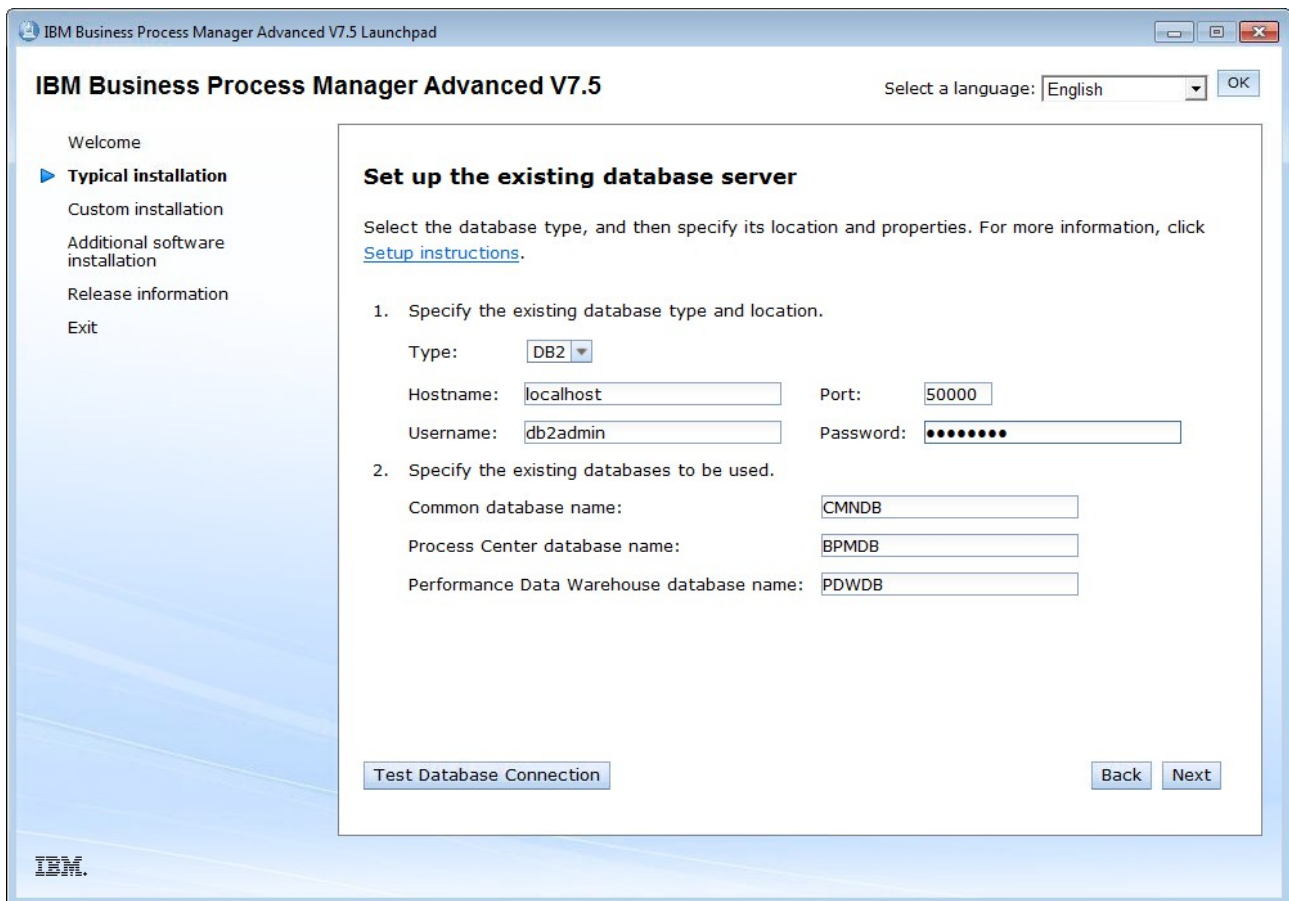 IBM Business Process Manager Advanced V7.5 Launchpad
IBM Business Process Manager Advanced V7.5
Select a language: English OK
Welcome
Typical installation
Custom installation
Additional software
installation
Release information
Exit
Set up the existing database server
Select the database type, and then specify its location and properties. For more information, click
Setup instructions.
1. Specify the existing database type and location.
Type: DB2
Hostname: localhost Port: 50000
Username: db2admin Password: ●●●●●●●●
2. Specify the existing databases to be used.
Common database name: CMNDB
Process Center database name: BPMDB
Performance Data Warehouse database name: PDWDB
Test Database Connection Back Next
IBM.